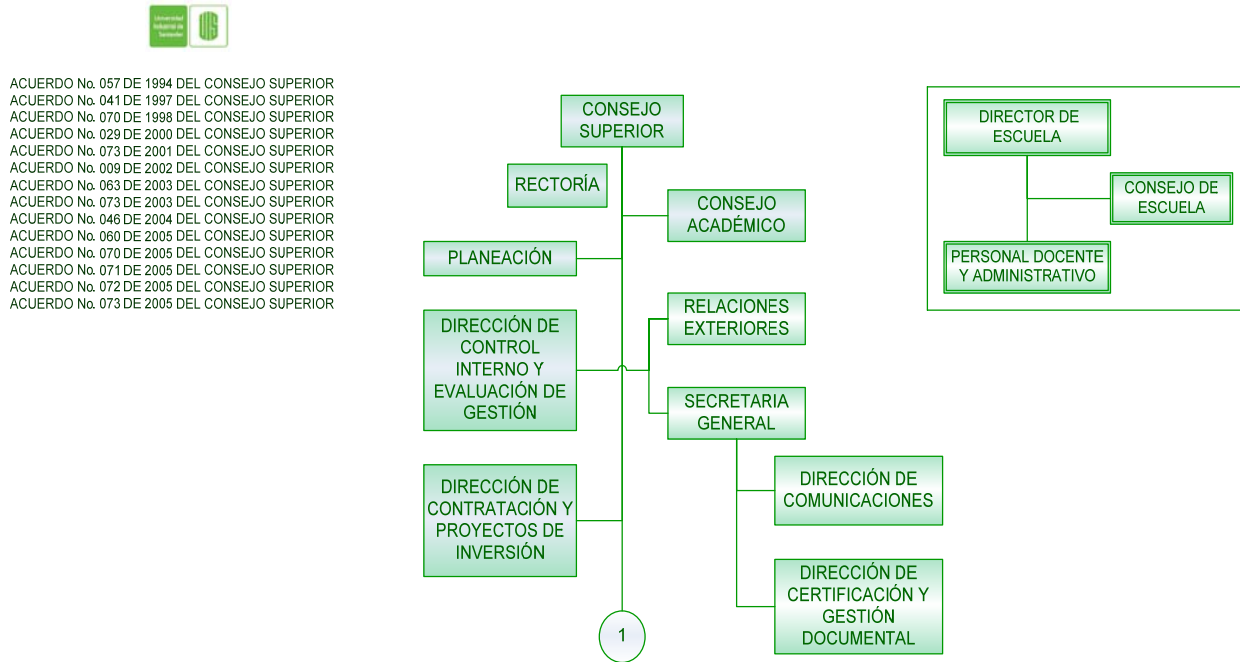 Universidad
Industrial de
Santander
ACUERDO No. 057 DE 1994 DEL CONSEJO SUPERIOR
ACUERDO No. 041 DE 1997 DEL CONSEJO SUPERIOR
ACUERDO No. 070 DE 1998 DEL CONSEJO SUPERIOR
ACUERDO No. 029 DE 2000 DEL CONSEJO SUPERIOR
ACUERDO No. 073 DE 2001 DEL CONSEJO SUPERIOR
ACUERDO No. 009 DE 2002 DEL CONSEJO SUPERIOR
ACUERDO No. 063 DE 2003 DEL CONSEJO SUPERIOR
ACUERDO No. 073 DE 2003 DEL CONSEJO SUPERIOR
ACUERDO No. 046 DE 2004 DEL CONSEJO SUPERIOR
ACUERDO No. 060 DE 2005 DEL CONSEJO SUPERIOR
ACUERDO No. 070 DE 2005 DEL CONSEJO SUPERIOR
ACUERDO No. 071 DE 2005 DEL CONSEJO SUPERIOR
ACUERDO No. 072 DE 2005 DEL CONSEJO SUPERIOR
ACUERDO No. 073 DE 2005 DEL CONSEJO SUPERIOR
CONSEJO
SUPERIOR
RECTORÍA
CONSEJO
ACADÉMICO
PLANEACIÓN
RELACIONES
EXTERIORES
DIRECCIÓN DE
CONTROL
INTERNO Y
EVALUACIÓN DE
GESTIÓN
SECRETARIA
GENERAL
DIRECCIÓN DE
CONTRATACIÓN Y
PROYECTOS DE
INVERSIÓN
DIRECCIÓN DE
COMUNICACIONES
DIRECCIÓN DE
CERTIFICACIÓN Y
GESTIÓN
DOCUMENTAL
1
DIRECTOR DE
ESCUELA
CONSEJO DE
ESCUELA
PERSONAL DOCENTE
Y ADMINISTRATIVO